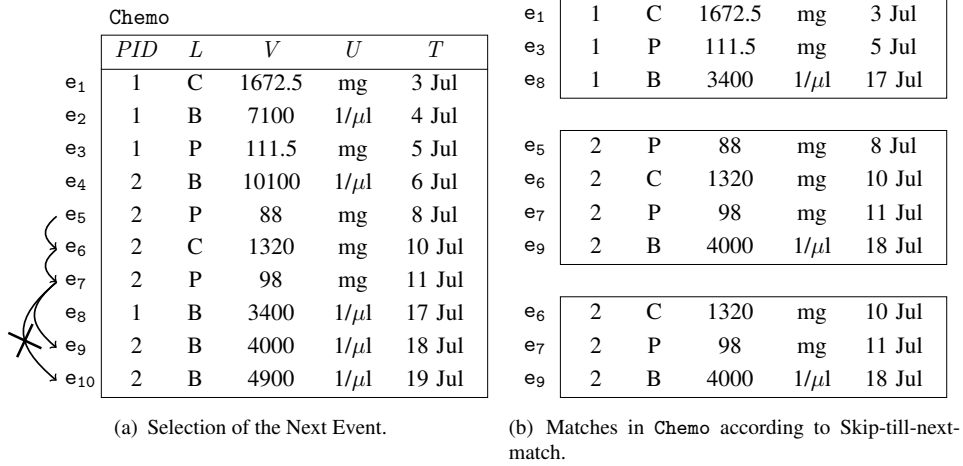 Chemo
PID L V U T
e1 1 C 1672.5 mg 3 Jul
e2 1 B 7100 1/μl 4 Jul
e3 1 P 111.5 mg 5 Jul
e4 2 B 10100 1/μl 6 Jul
e5 2 P 88 mg 8 Jul
e6 2 C 1320 mg 10 Jul
e7 2 P 98 mg 11 Jul
e8 1 B 3400 1/μl 17 Jul
e9 2 B 4000 1/μl 18 Jul
e10 2 B 4900 1/μl 19 Jul
(a) Selection of the Next Event.
e1 1 C 1672.5 mg 3 Jul
e3 1 P 111.5 mg 5 Jul
e8 1 B 3400 1/μl 17 Jul
e5 2 P 88 mg 8 Jul
e6 2 C 1320 mg 10 Jul
e7 2 P 98 mg 11 Jul
e9 2 B 4000 1/μl 18 Jul
e6 2 C 1320 mg 10 Jul
e7 2 P 98 mg 11 Jul
e9 2 B 4000 1/μl 18 Jul
(b) Matches in Chemo according to Skip-till-next-
match.